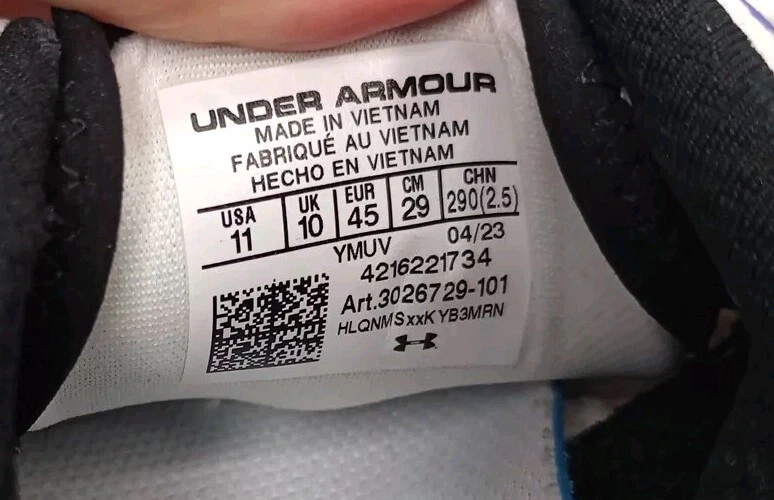 UNDER ARMOUR
MADE IN VIETNAM
FABRIQUÉ AU VIETNAM
HECHO EN VIETNAM
USA UK EUR CM CHN
11 10 45 29 290(2.5)
YMUV 04/23
4216221734
Art.3026729-101
HLQNMSxxKYB3MRN